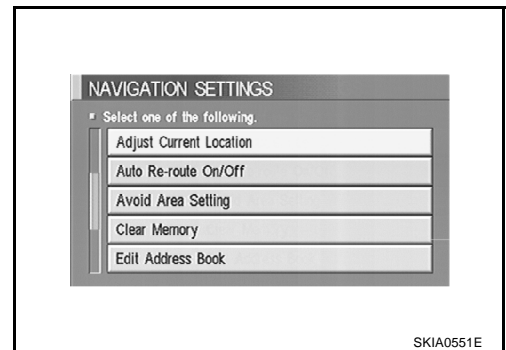 NAVIGATION SETTINGS
Select one of the following.
Adjust Current Location
Auto Re-route On/Off
Avoid Area Setting
Clear Memory
Edit Address Book
SKIA0551E